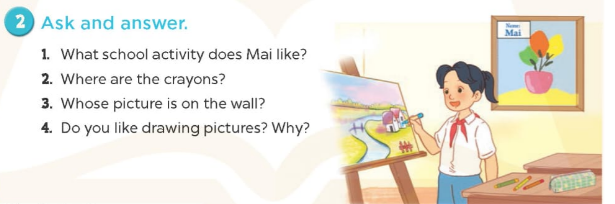 2 Ask and answer.
1. What school activity does Mai like?
2. Where are the crayons?
3. Whose picture is on the wall?
4. Do you like drawing pictures? Why?
Name:
Mai